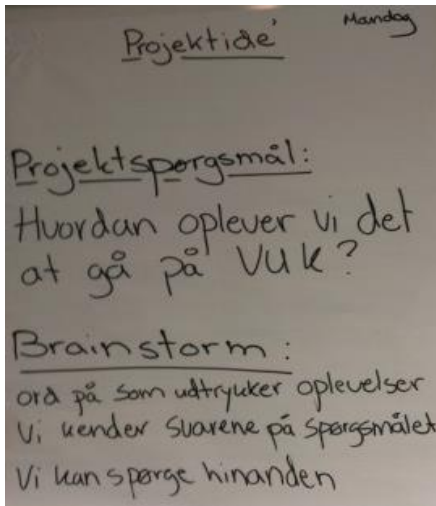 Mandag
Projektidé
Projektspørgsmål:
Hvordan oplever vi det
at gå på VUK?
Brainstorm:
ord på som udtrykker oplevelser
Vi kender svarene på spørgsmålet
Vi kan spørge hinanden